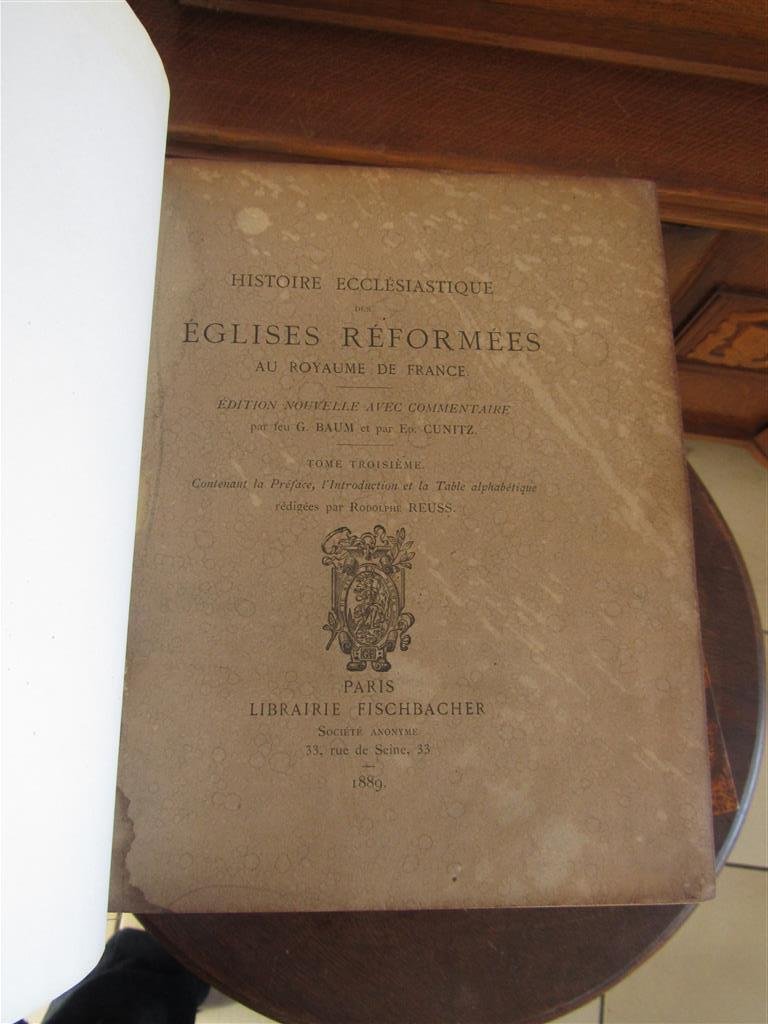 HISTOIRE ECCLÉSIASTIQUE
DES
ÉGLISES RÉFORMÉES
AU ROYAUME DE FRANCE.
ÉDITION NOUVELLE AVEC COMMENTAIRE
par feu G. BAUM et par ED. CUNITZ.
TOME TROISIÈME.
Contenant la Préface, l'Introduction et la Table alphabétique
rédigées par RODOLPHE REUSS.
PARIS
LIBRAIRIE FISCHBACHER
SOCIÉTÉ ANONYME
33, rue de Seine, 33
1889.